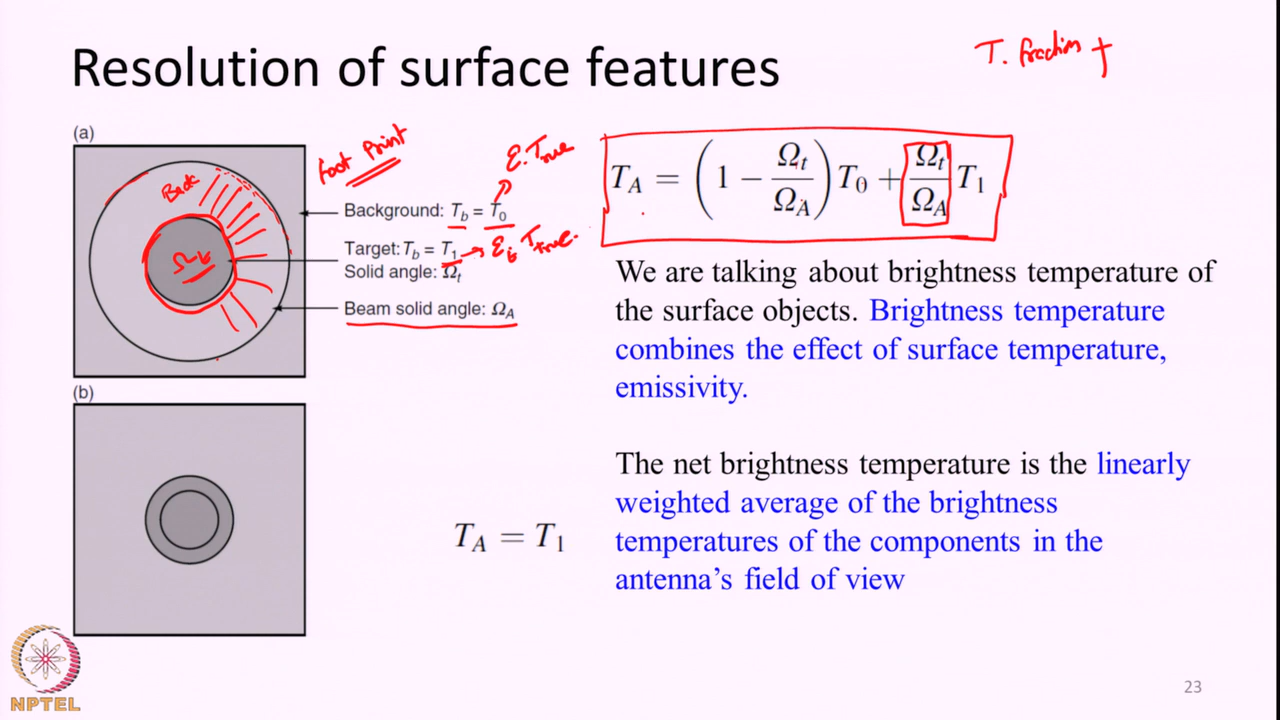 Resolution of surface features
T. fraction +
(a)
Back
Foot Print
Ωt
Background: T_b = T_0
ε. True
Target: T_b = T_1 → ε_t T_true.
Solid angle: Ω_t
Beam solid angle: Ω_A
T_A = (1 − Ω_t/Ω_A) T_0 + Ω_t/Ω_A T_1
We are talking about brightness temperature of
the surface objects. Brightness temperature
combines the effect of surface temperature,
emissivity.
(b)
T_A = T_1
The net brightness temperature is the linearly
weighted average of the brightness
temperatures of the components in the
antenna’s field of view
NPTEL
23